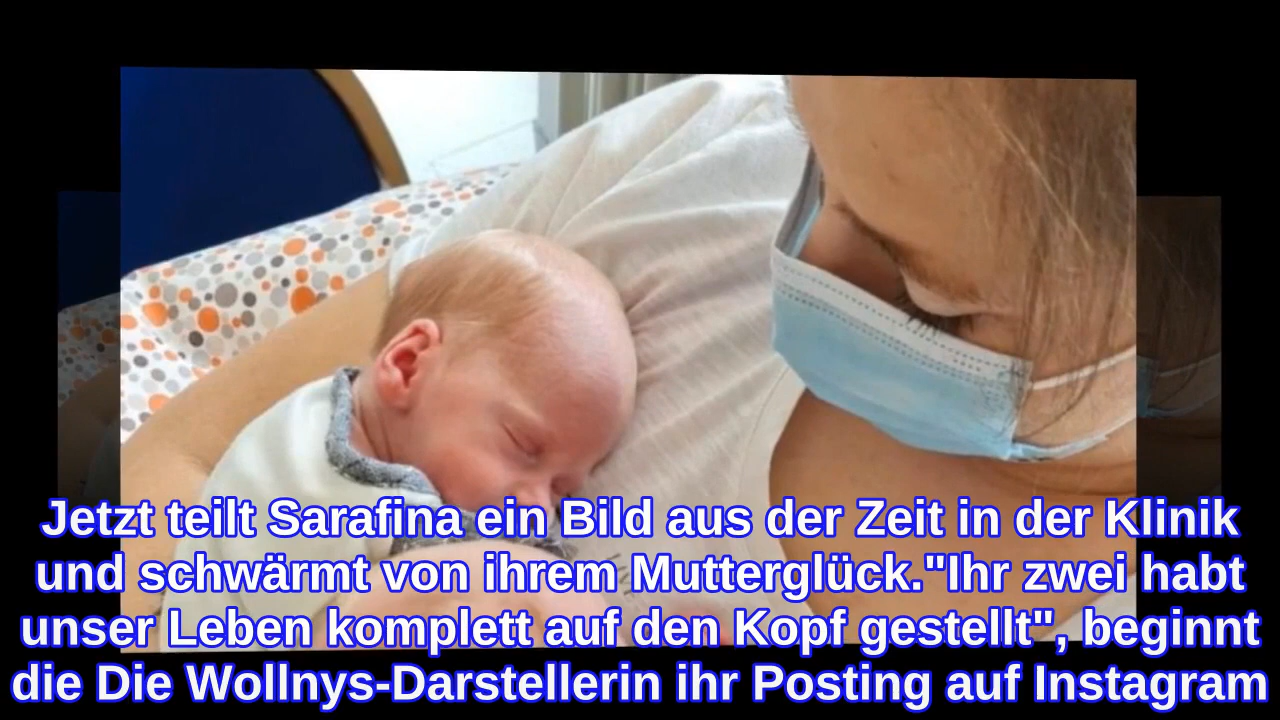 Jetzt teilt Sarafina ein Bild aus der Zeit in der Klinik
und schwärmt von ihrem Mutterglück."Ihr zwei habt
unser Leben komplett auf den Kopf gestellt", beginnt
die Die Wollnys-Darstellerin ihr Posting auf Instagram